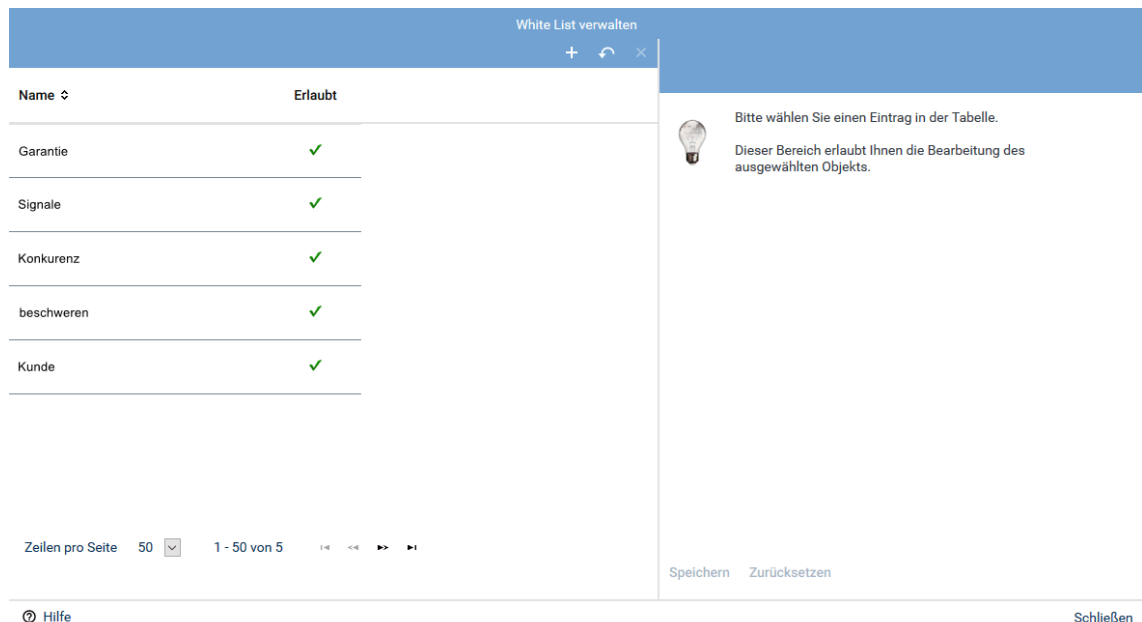 White List verwalten
Name Erlaubt
Garantie
Signale
Konkurenz
beschweren
Kunde
Zeilen pro Seite 50 1 - 50 von 5
Bitte wählen Sie einen Eintrag in der Tabelle.
Dieser Bereich erlaubt Ihnen die Bearbeitung des
ausgewählten Objekts.
Speichern Zurücksetzen
Hilfe
Schließen